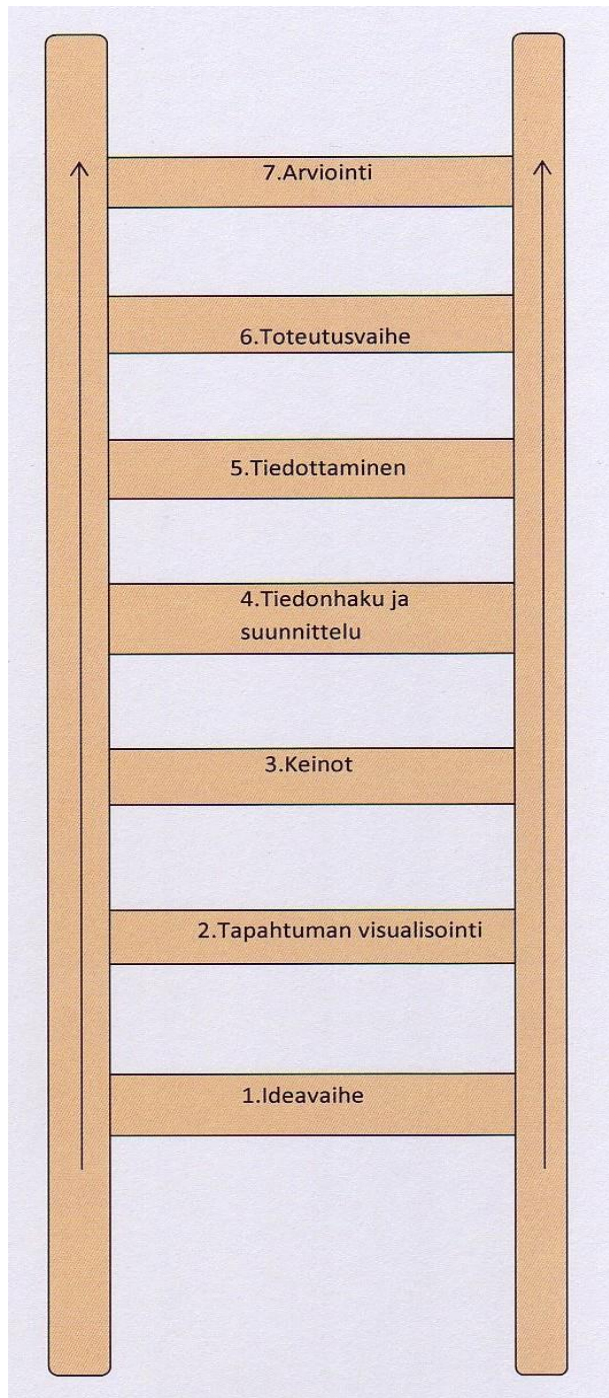 7.Arviointi
6.Toteutusvaihe
5.Tiedottaminen
4.Tiedonhaku ja
suunnittelu
3.Keinot
2.Tapahtuman visualisointi
1.Ideavaihe